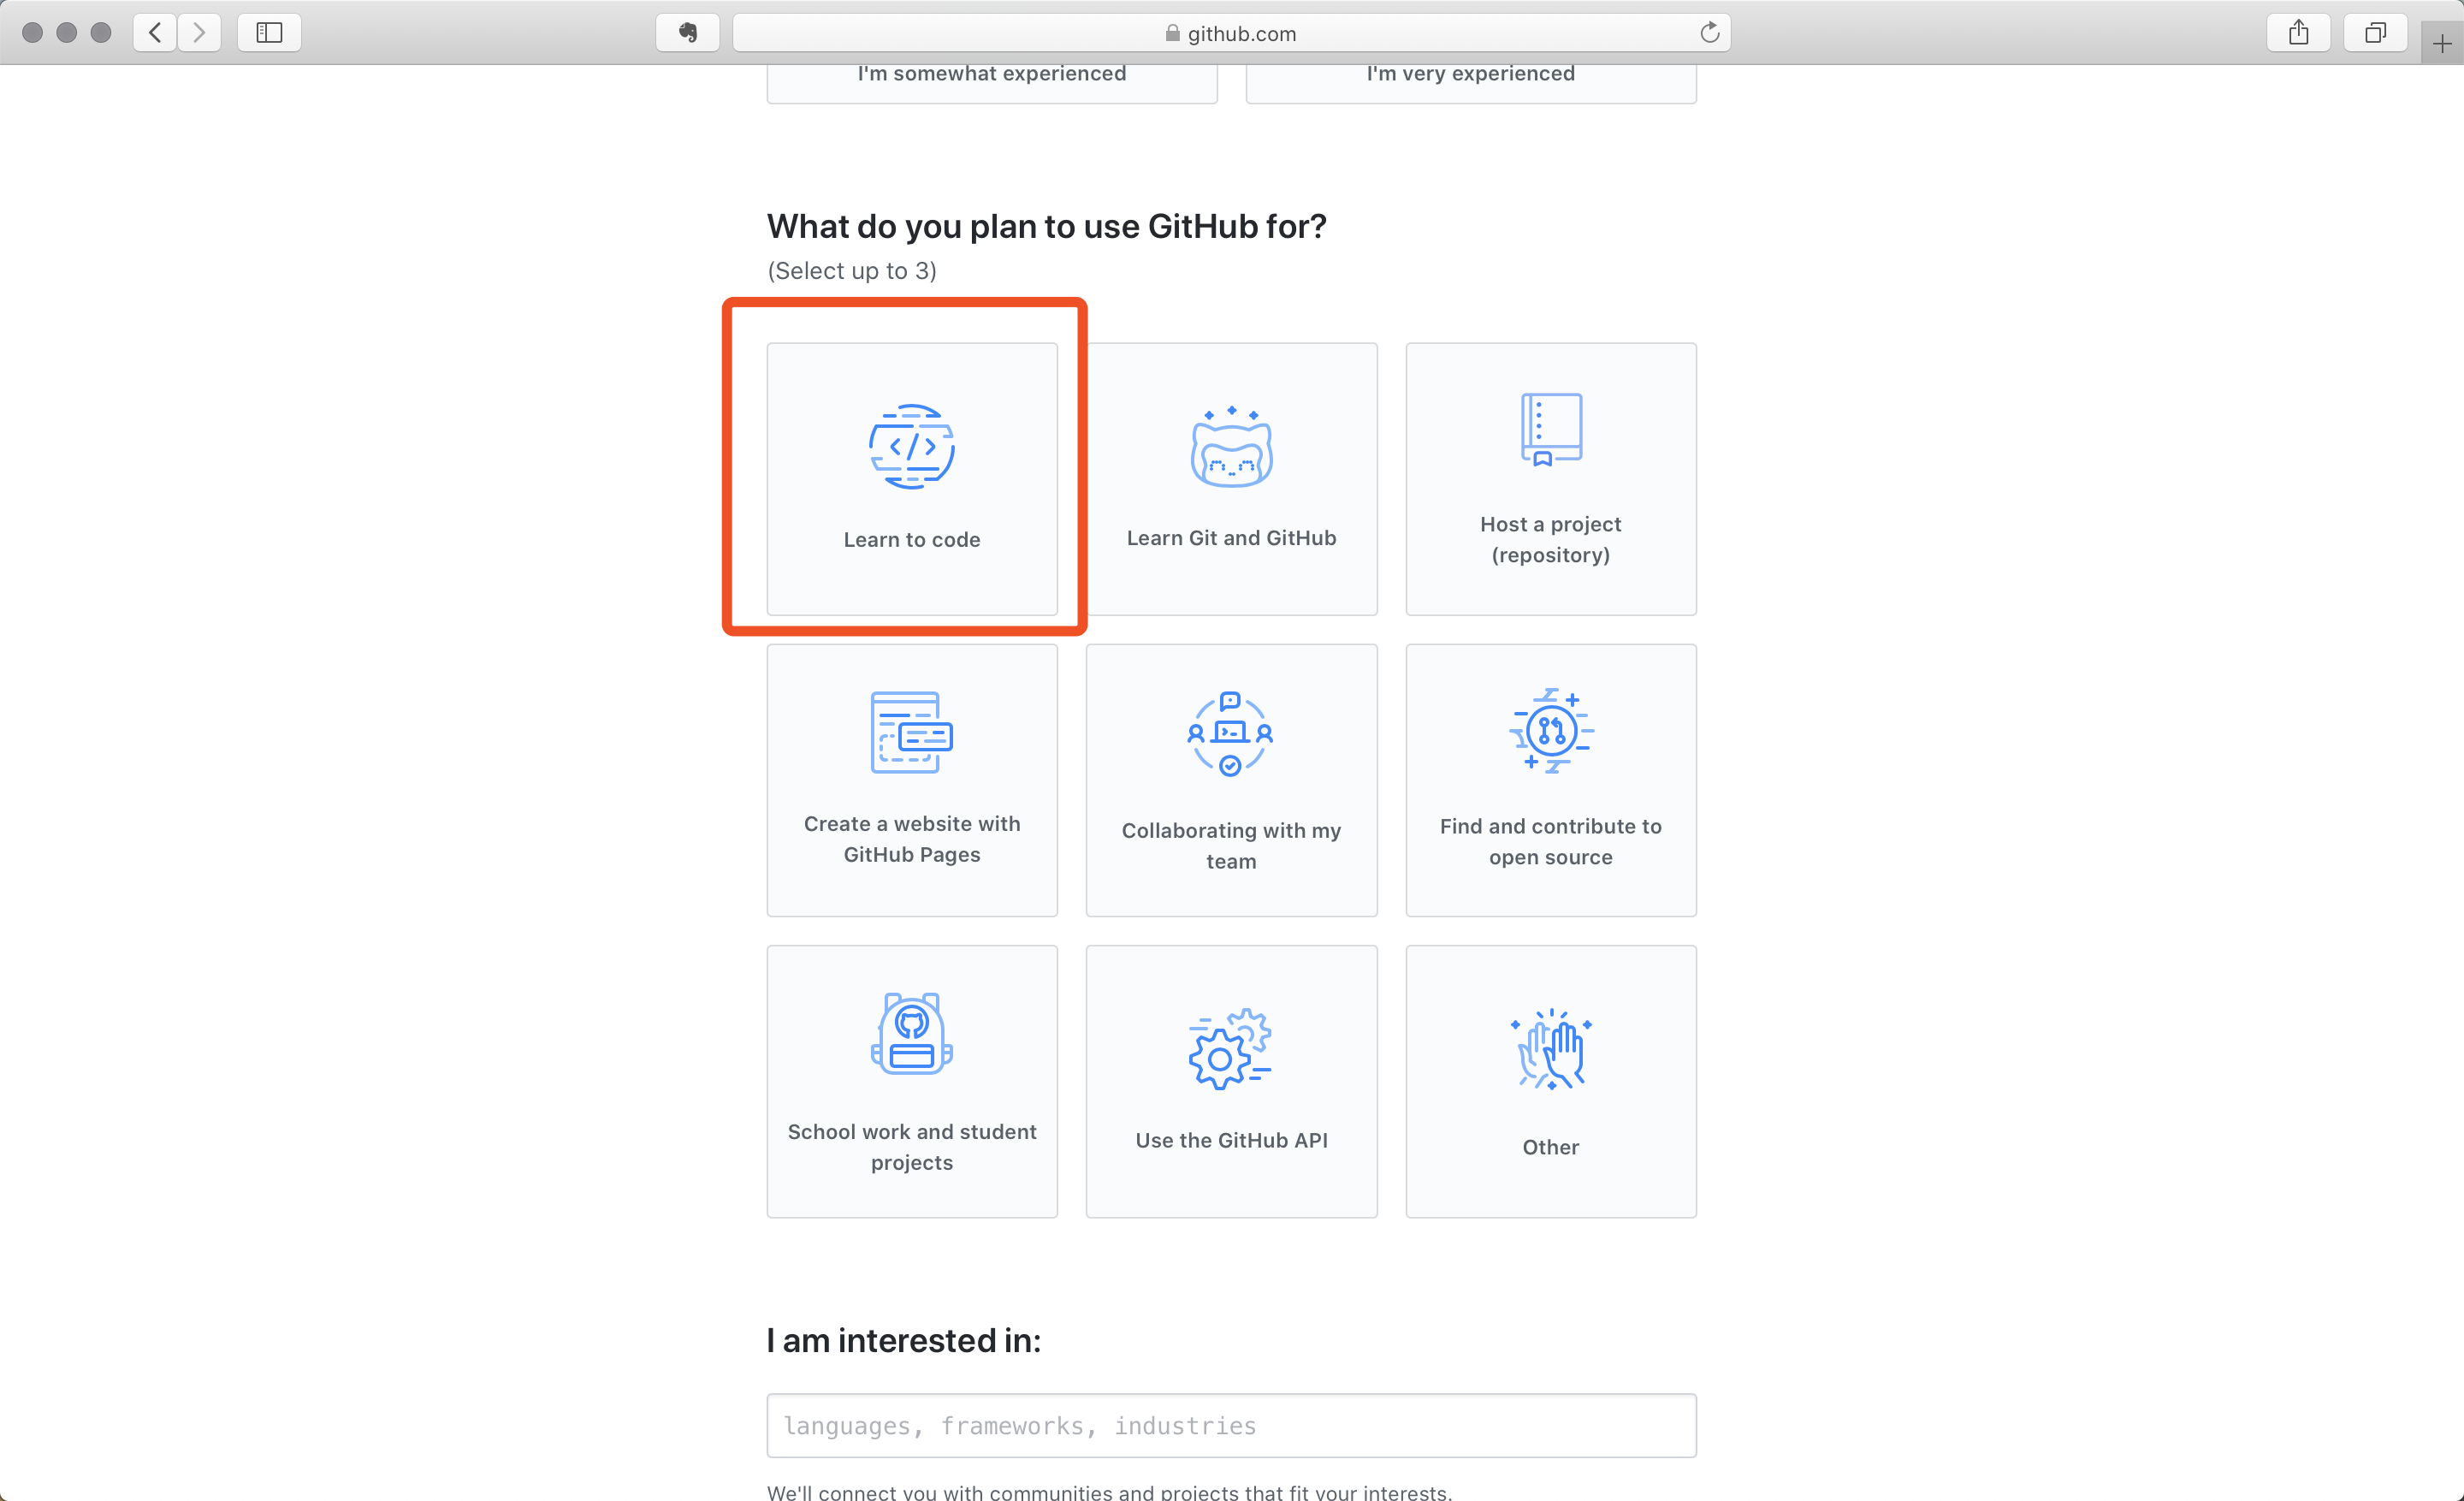 github.com
I'm somewhat experienced
I'm very experienced
What do you plan to use GitHub for?
(Select up to 3)
Learn to code
Learn Git and GitHub
Host a project
(repository)
Create a website with
GitHub Pages
Collaborating with my
team
Find and contribute to
open source
School work and student
projects
Use the GitHub API
Other
I am interested in:
languages, frameworks, industries
We'll connect you with communities and projects that fit your interests.